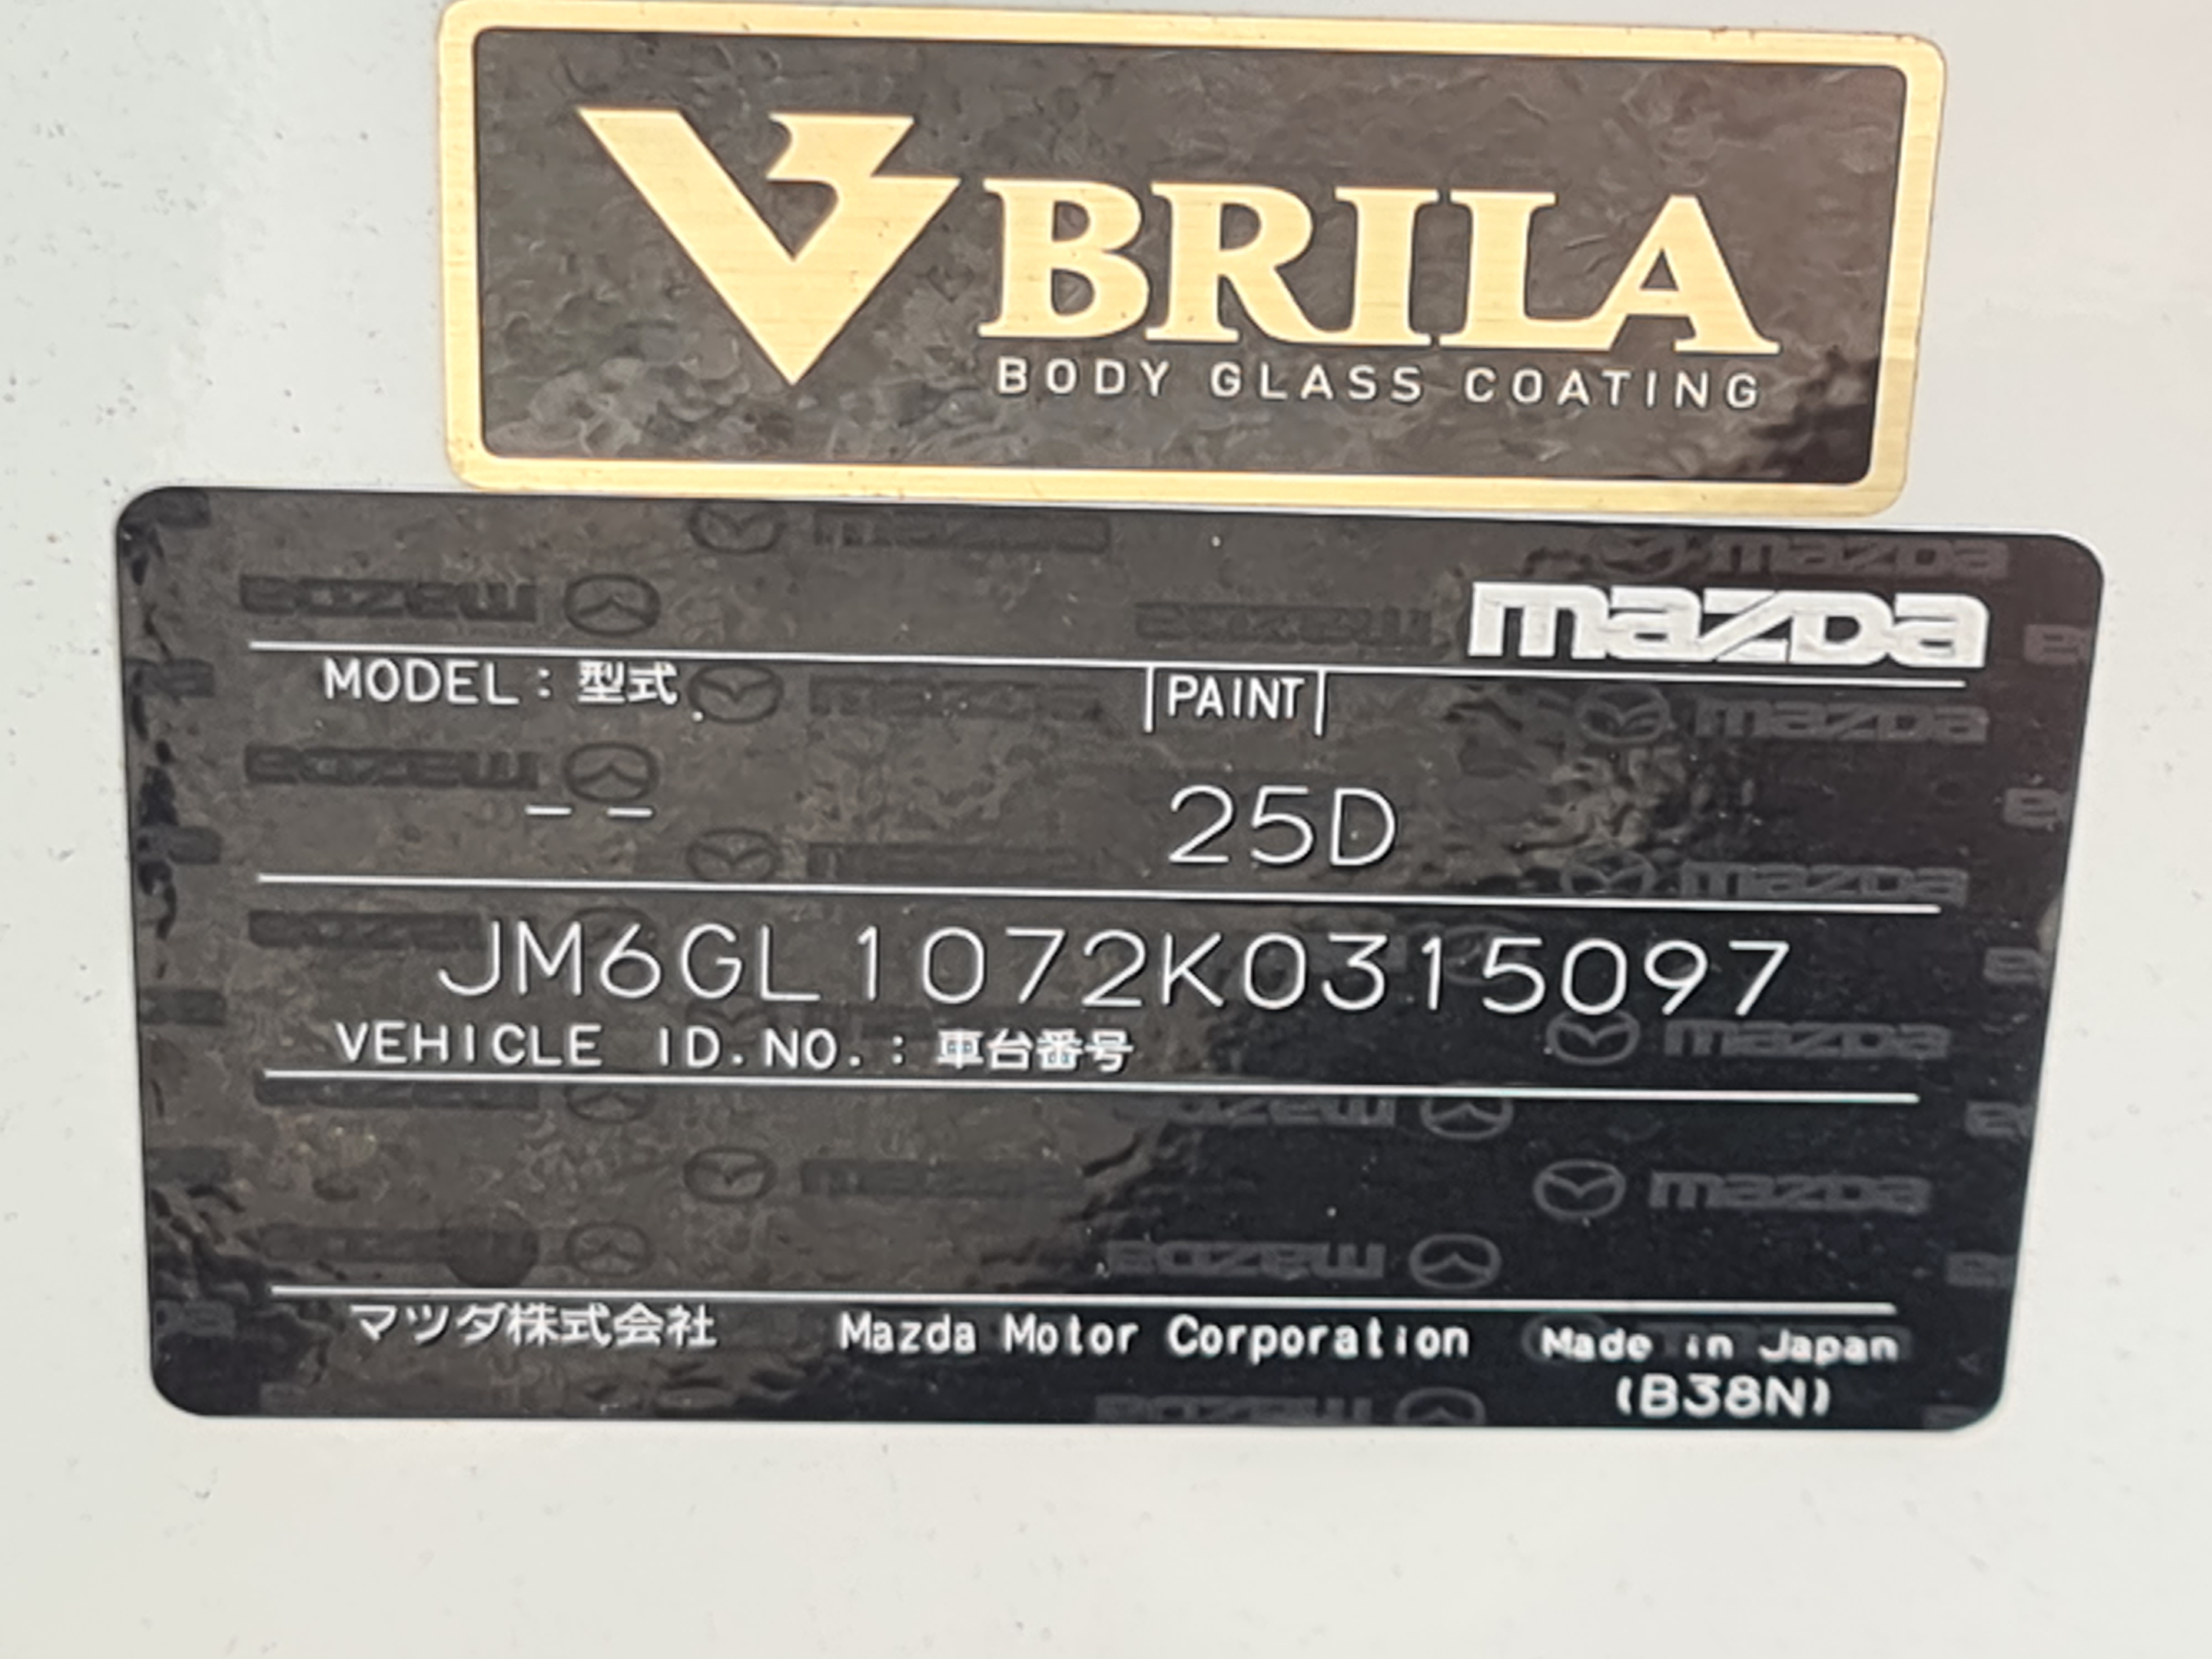 BRILA
BODY GLASS COATING
mazda
MODEL : 型式 PAINT
— — 25D
JM6GL1072K0315097
VEHICLE ID.NO. : 車台番号
マツダ株式会社 Mazda Motor Corporation Made in Japan
(B38N)